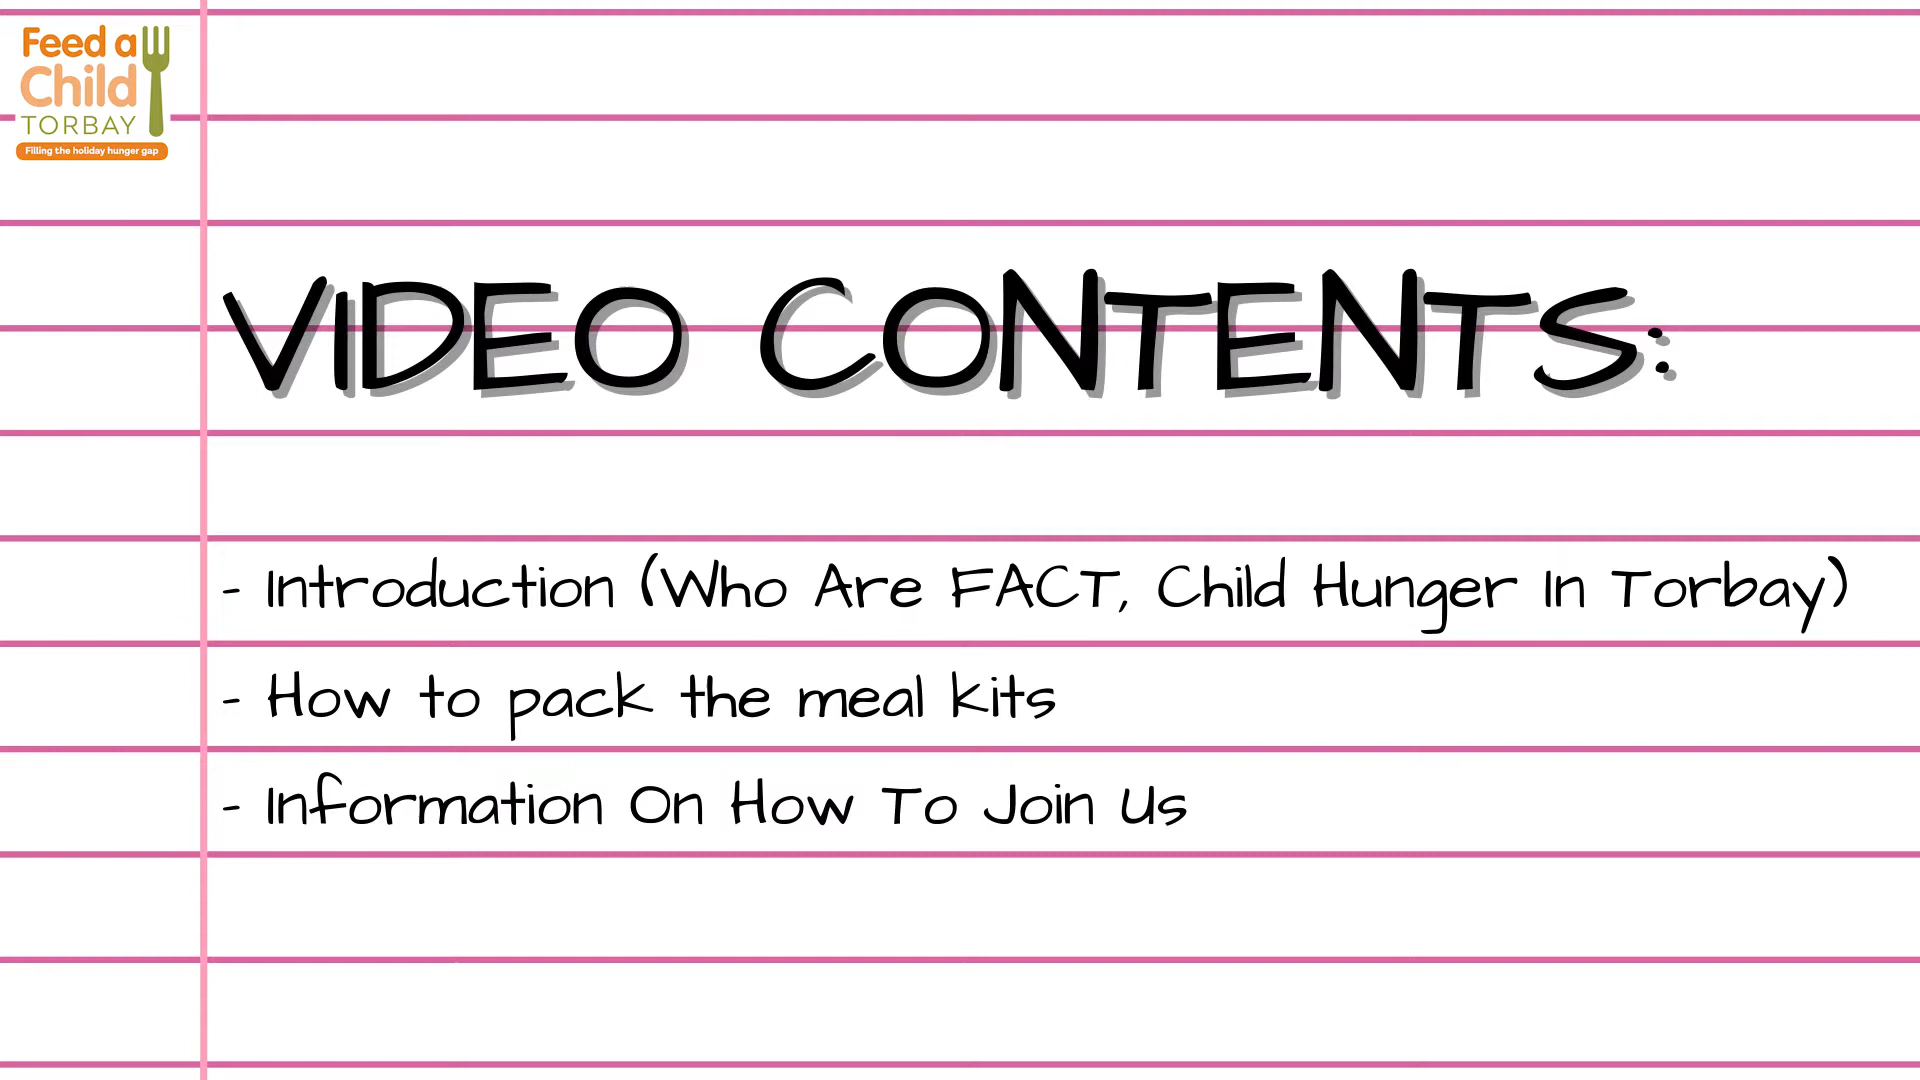 Feed a
Child
TORBAY
Filling the holiday hunger gap
VIDEO CONTENTS:
- Introduction (Who Are FACT, Child Hunger In Torbay)
- How to pack the meal kits
- Information On How To Join Us